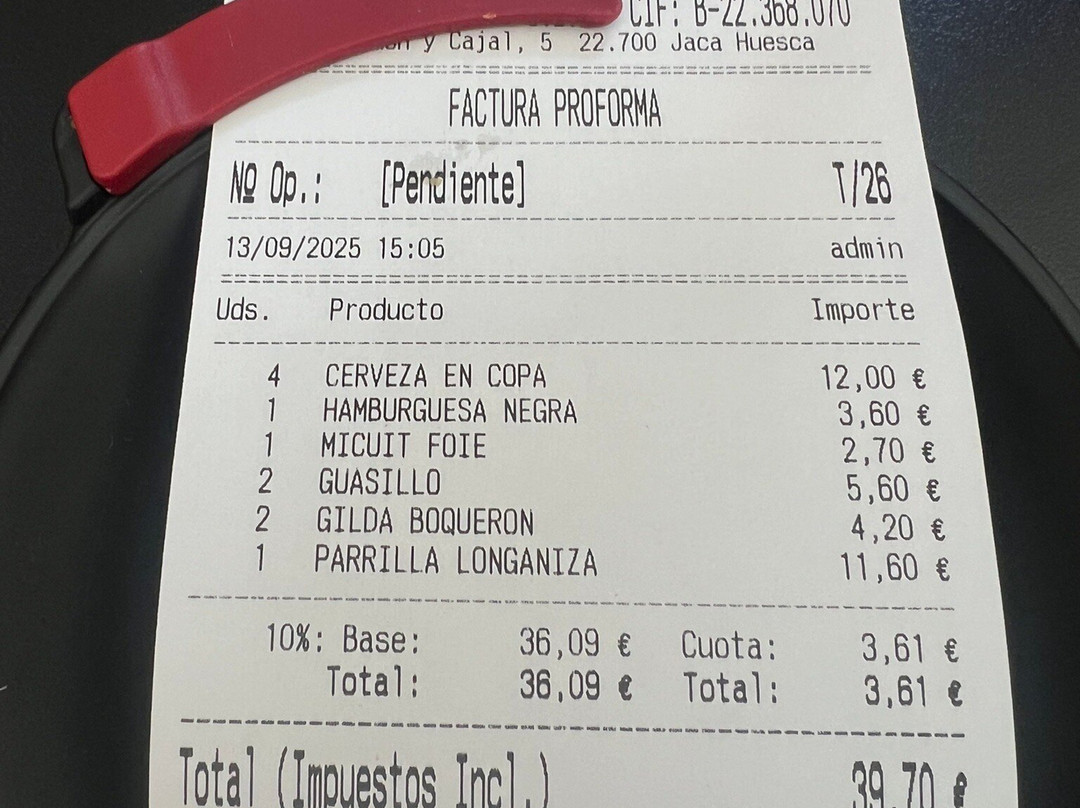 CIF: B-22.368.070
y Cajal, 5 22.700 Jaca Huesca
FACTURA PROFORMA
Nº Op.: [Pendiente] T/26
13/09/2025 15:05 admin
Uds. Producto Importe
4 CERVEZA EN COPA 12,00 €
1 HAMBURGUESA NEGRA 3,60 €
1 MICUIT FOIE 2,70 €
2 GUASILLO 5,60 €
2 GILDA BOQUERON 4,20 €
1 PARRILLA LONGANIZA 11,60 €
10%: Base: 36,09 € Cuota: 3,61 €
Total: 36,09 € Total: 3,61 €
Total (Impuestos Incl.) 39,70 €